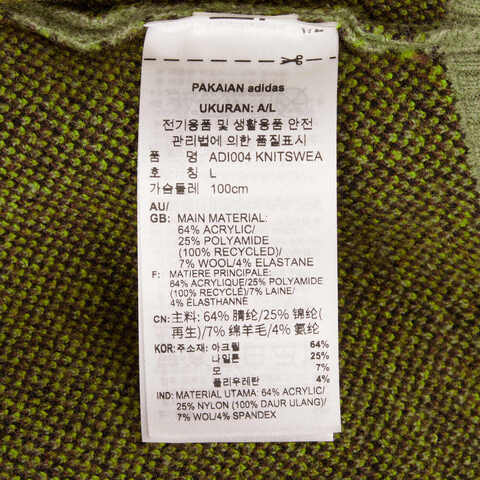 PAKAIAN adidas
UKURAN: A/L
전기용품 및 생활용품 안전
관리법에 의한 품질표시
품 명 ADI004 KNITSWEA
호 칭 L
가슴둘레 100cm
AU/
GB: MAIN MATERIAL:
64% ACRYLIC/
25% POLYAMIDE
(100% RECYCLED)/
7% WOOL/4% ELASTANE
F: MATIERE PRINCIPALE:
64% ACRYLIQUE/25% POLYAMIDE
(100% RECYCLÉ)/7% LAINE/
4% ÉLASTHANNE
CN: 主料: 64% 腈纶/25% 锦纶(
再生)/7% 绵羊毛/4% 氨纶
KOR: 주소재: 아크릴 64%
나일론 25%
모 7%
폴리우레탄 4%
IND: MATERIAL UTAMA: 64% ACRYLIC/
25% NYLON (100% DAUR ULANG)/
7% WOL/4% SPANDEX